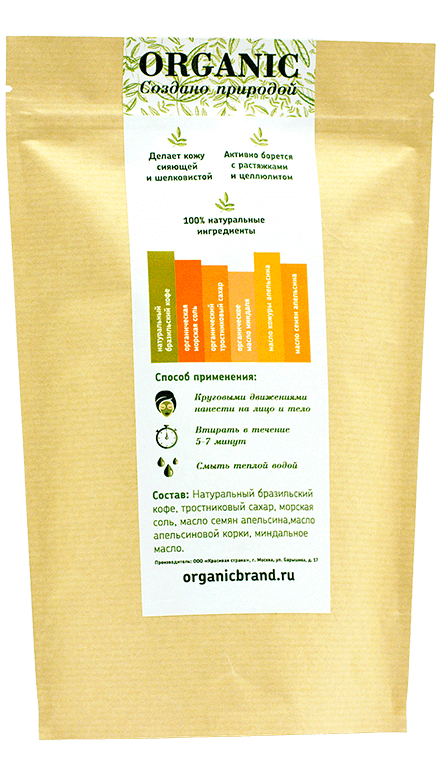 ORGANIC
Создано природой
Делает кожу
сияющей
и шелковистой
Активно борется
с растяжками
и целлюлитом
100% натуральные
ингредиенты
натуральный
бразильский кофе
органическая
морская соль
органический
тростниковый сахар
органическое
масло миндаля
масло кожуры апельсина
масло семян апельсина
Способ применения:
Круговыми движениями
нанести на лицо и тело
Втирать в течение
5-7 минут
Смыть теплой водой
Состав: Натуральный бразильский
кофе, тростниковый сахар, морская
соль, масло семян апельсина,масло
апельсиновой корки, миндальное
масло.
Производитель: ООО «Красивая страна», г. Москва, ул. Барышиха, д. 57
organicbrand.ru